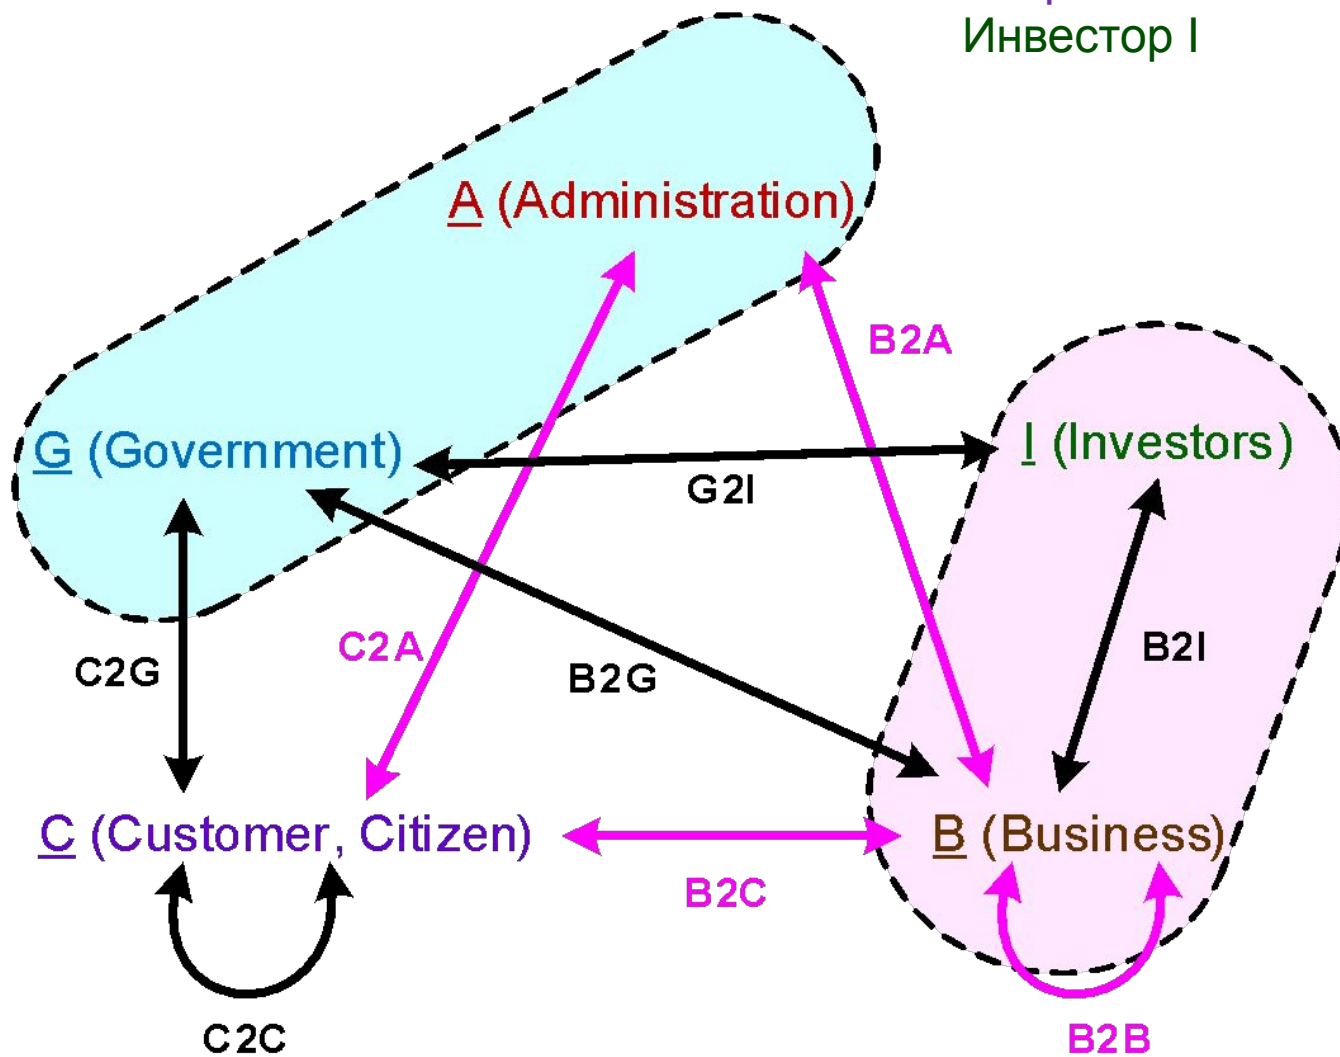 Инвестор I
A (Administration)
B2A
G (Government)
I (Investors)
G2I
C2A
B2I
C2G
B2G
C (Customer, Citizen)
B (Business)
B2C
C2C
B2B